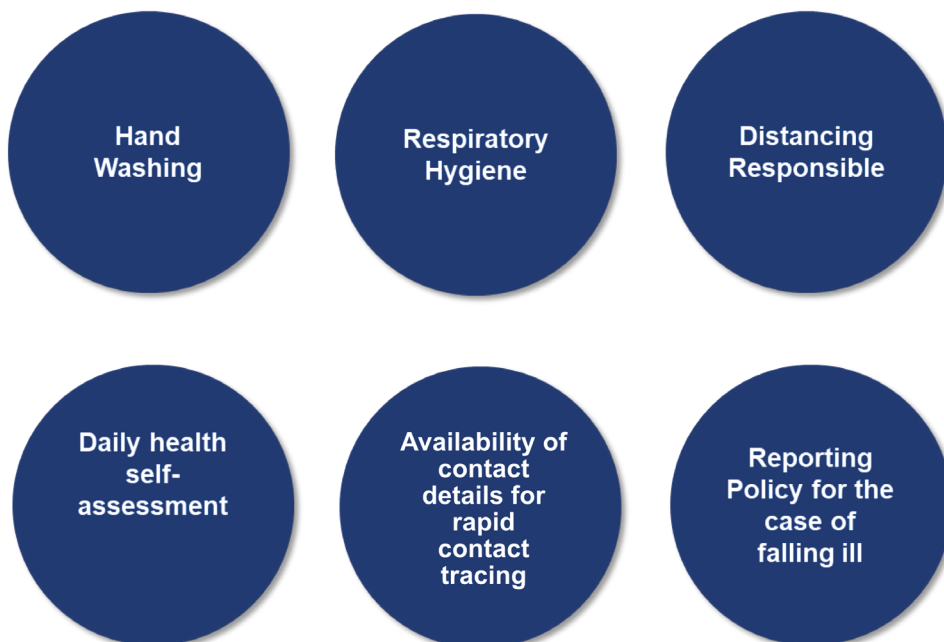 Hand
Washing
Respiratory
Hygiene
Distancing
Responsible
Daily health
self-
assessment
Availability of
contact
details for
rapid
contact
tracing
Reporting
Policy for the
case of
falling ill